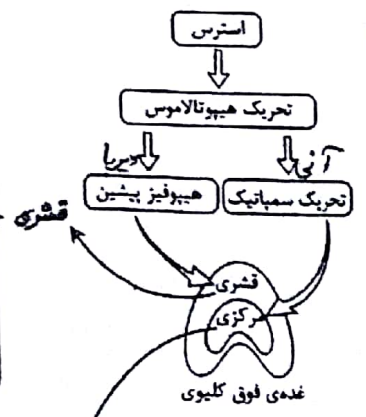 استرس
تحریک هیپوتالاموس
آنی
دیرپا
تحریک سمپاتیک
هیپوفیز پیشین
قشری
قشری
مرکزی
غده‌ی فوق کلیوی